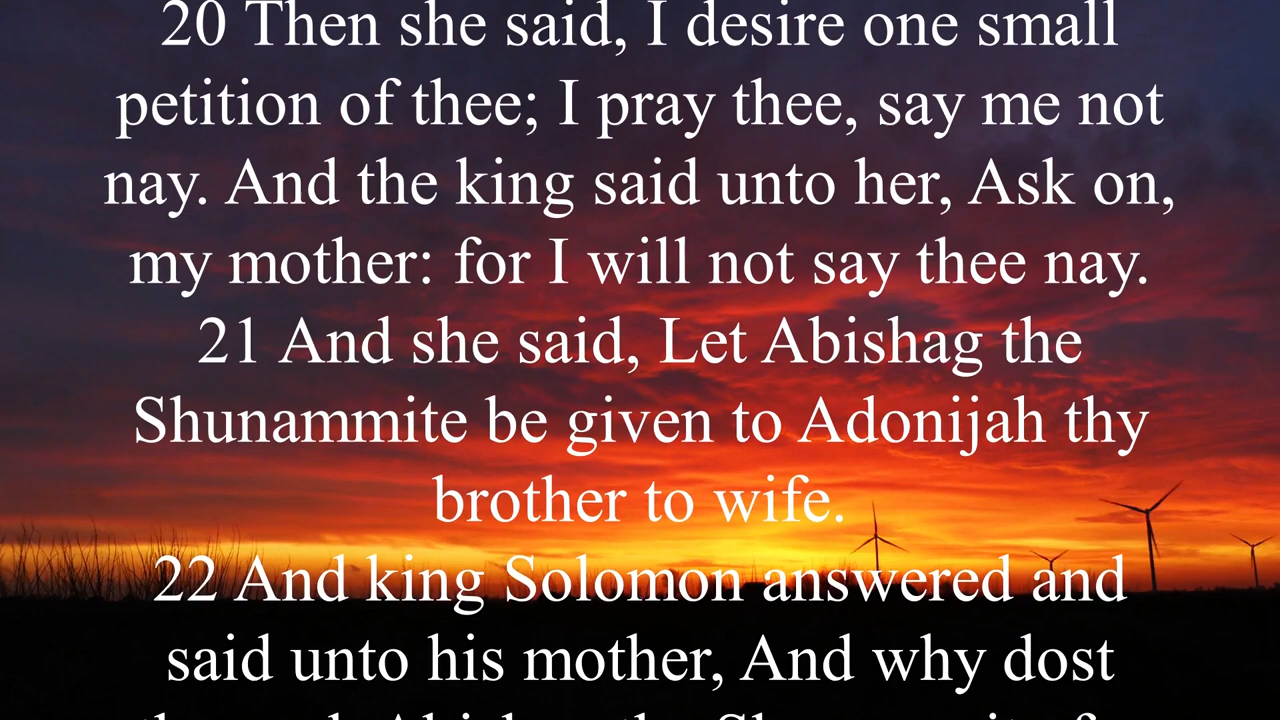 20 Then she said, I desire one small
petition of thee; I pray thee, say me not
nay. And the king said unto her, Ask on,
my mother: for I will not say thee nay.
21 And she said, Let Abishag the
Shunammite be given to Adonijah thy
brother to wife.
22 And king Solomon answered and
said unto his mother, And why dost